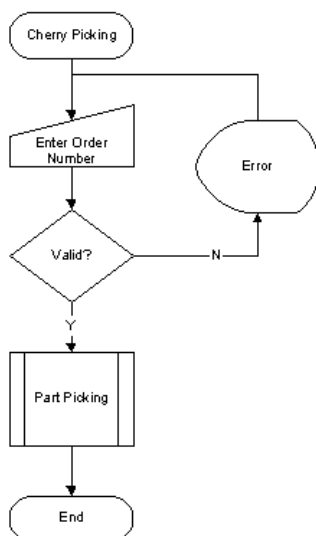 Cherry Picking
Enter Order
Number
Error
Valid?
N
Y
Part Picking
End